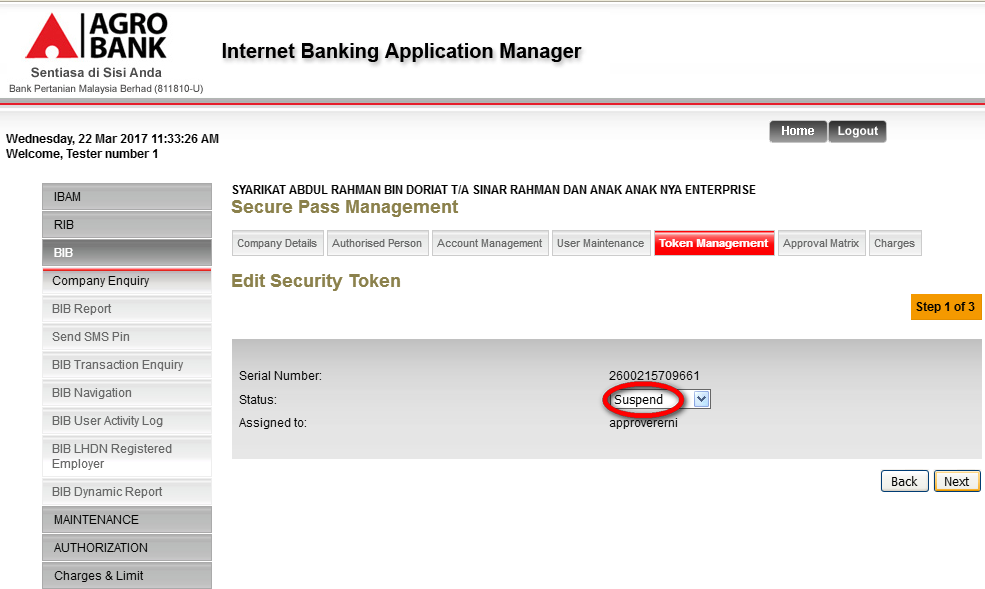 AGRO
BANK
Sentiasa di Sisi Anda
Bank Pertanian Malaysia Berhad (811810-U)
Internet Banking Application Manager
Wednesday, 22 Mar 2017 11:33:26 AM
Welcome, Tester number 1
Home
Logout
IBAM
RIB
BIB
Company Enquiry
BIB Report
Send SMS Pin
BIB Transaction Enquiry
BIB Navigation
BIB User Activity Log
BIB LHDN Registered
Employer
BIB Dynamic Report
MAINTENANCE
AUTHORIZATION
Charges & Limit
SYARIKAT ABDUL RAHMAN BIN DORIAT T/A SINAR RAHMAN DAN ANAK ANAK NYA ENTERPRISE
Secure Pass Management
Company Details
Authorised Person
Account Management
User Maintenance
Token Management
Approval Matrix
Charges
Edit Security Token
Step 1 of 3
Serial Number: 2600215709661
Status: Suspend
Assigned to: approvererni
Back
Next